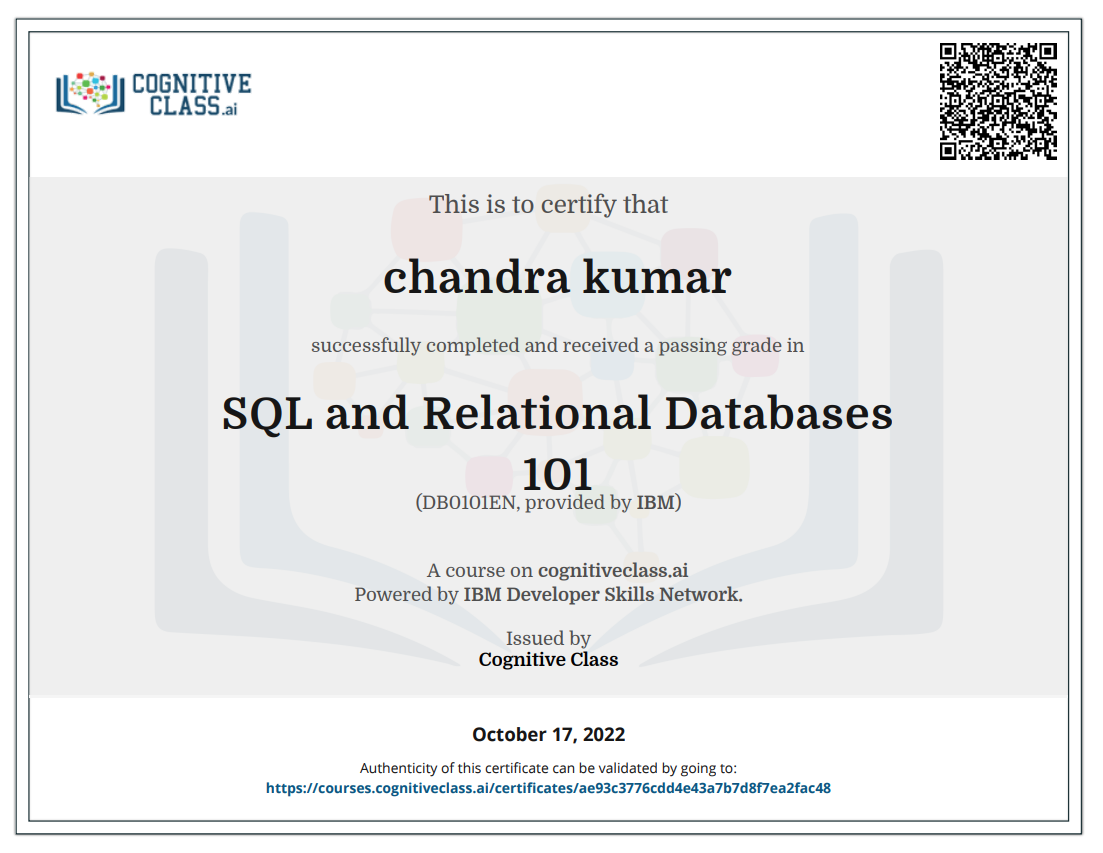 COGNITIVE
CLASS.ai
This is to certify that
chandra kumar
successfully completed and received a passing grade in
SQL and Relational Databases
101
(DB0101EN, provided by IBM)
A course on cognitiveclass.ai
Powered by IBM Developer Skills Network.
Issued by
Cognitive Class
October 17, 2022
Authenticity of this certificate can be validated by going to:
https://courses.cognitiveclass.ai/certificates/ae93c3776cdd4e43a7b7d8f7ea2fac48